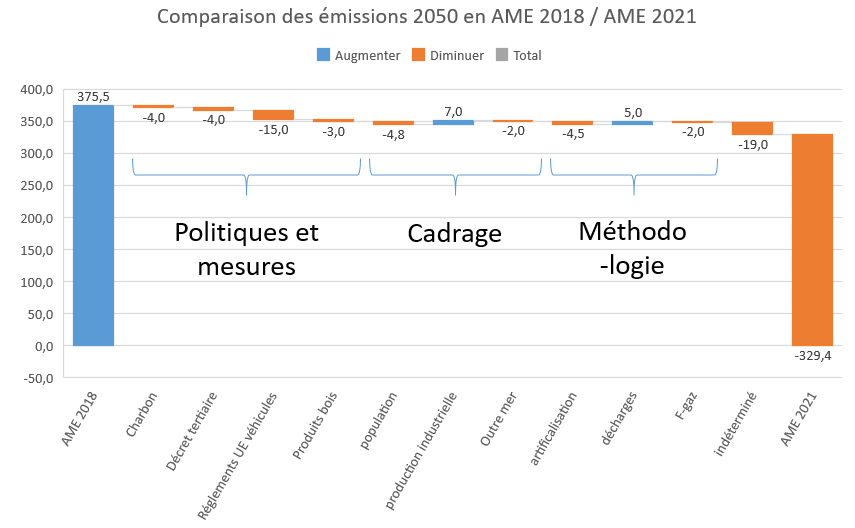 Comparaison des émissions 2050 en AME 2018 / AME 2021
Augmenter Diminuer Total
400,0
350,0
300,0
250,0
200,0
150,0
100,0
50,0
0,0
-50,0
375,5
-4,0
-4,0
-15,0
-3,0
-4,8
7,0
-2,0
-4,5
5,0
-2,0
-19,0
-329,4
Politiques et
mesures
Cadrage
Méthodo
-logie
AME 2018
Charbon
Décret tertiaire
Réglements UE véhicules
Produits bois
population
production industrielle
Outre mer
artificalisation
décharges
F-gaz
indéterminé
AME 2021